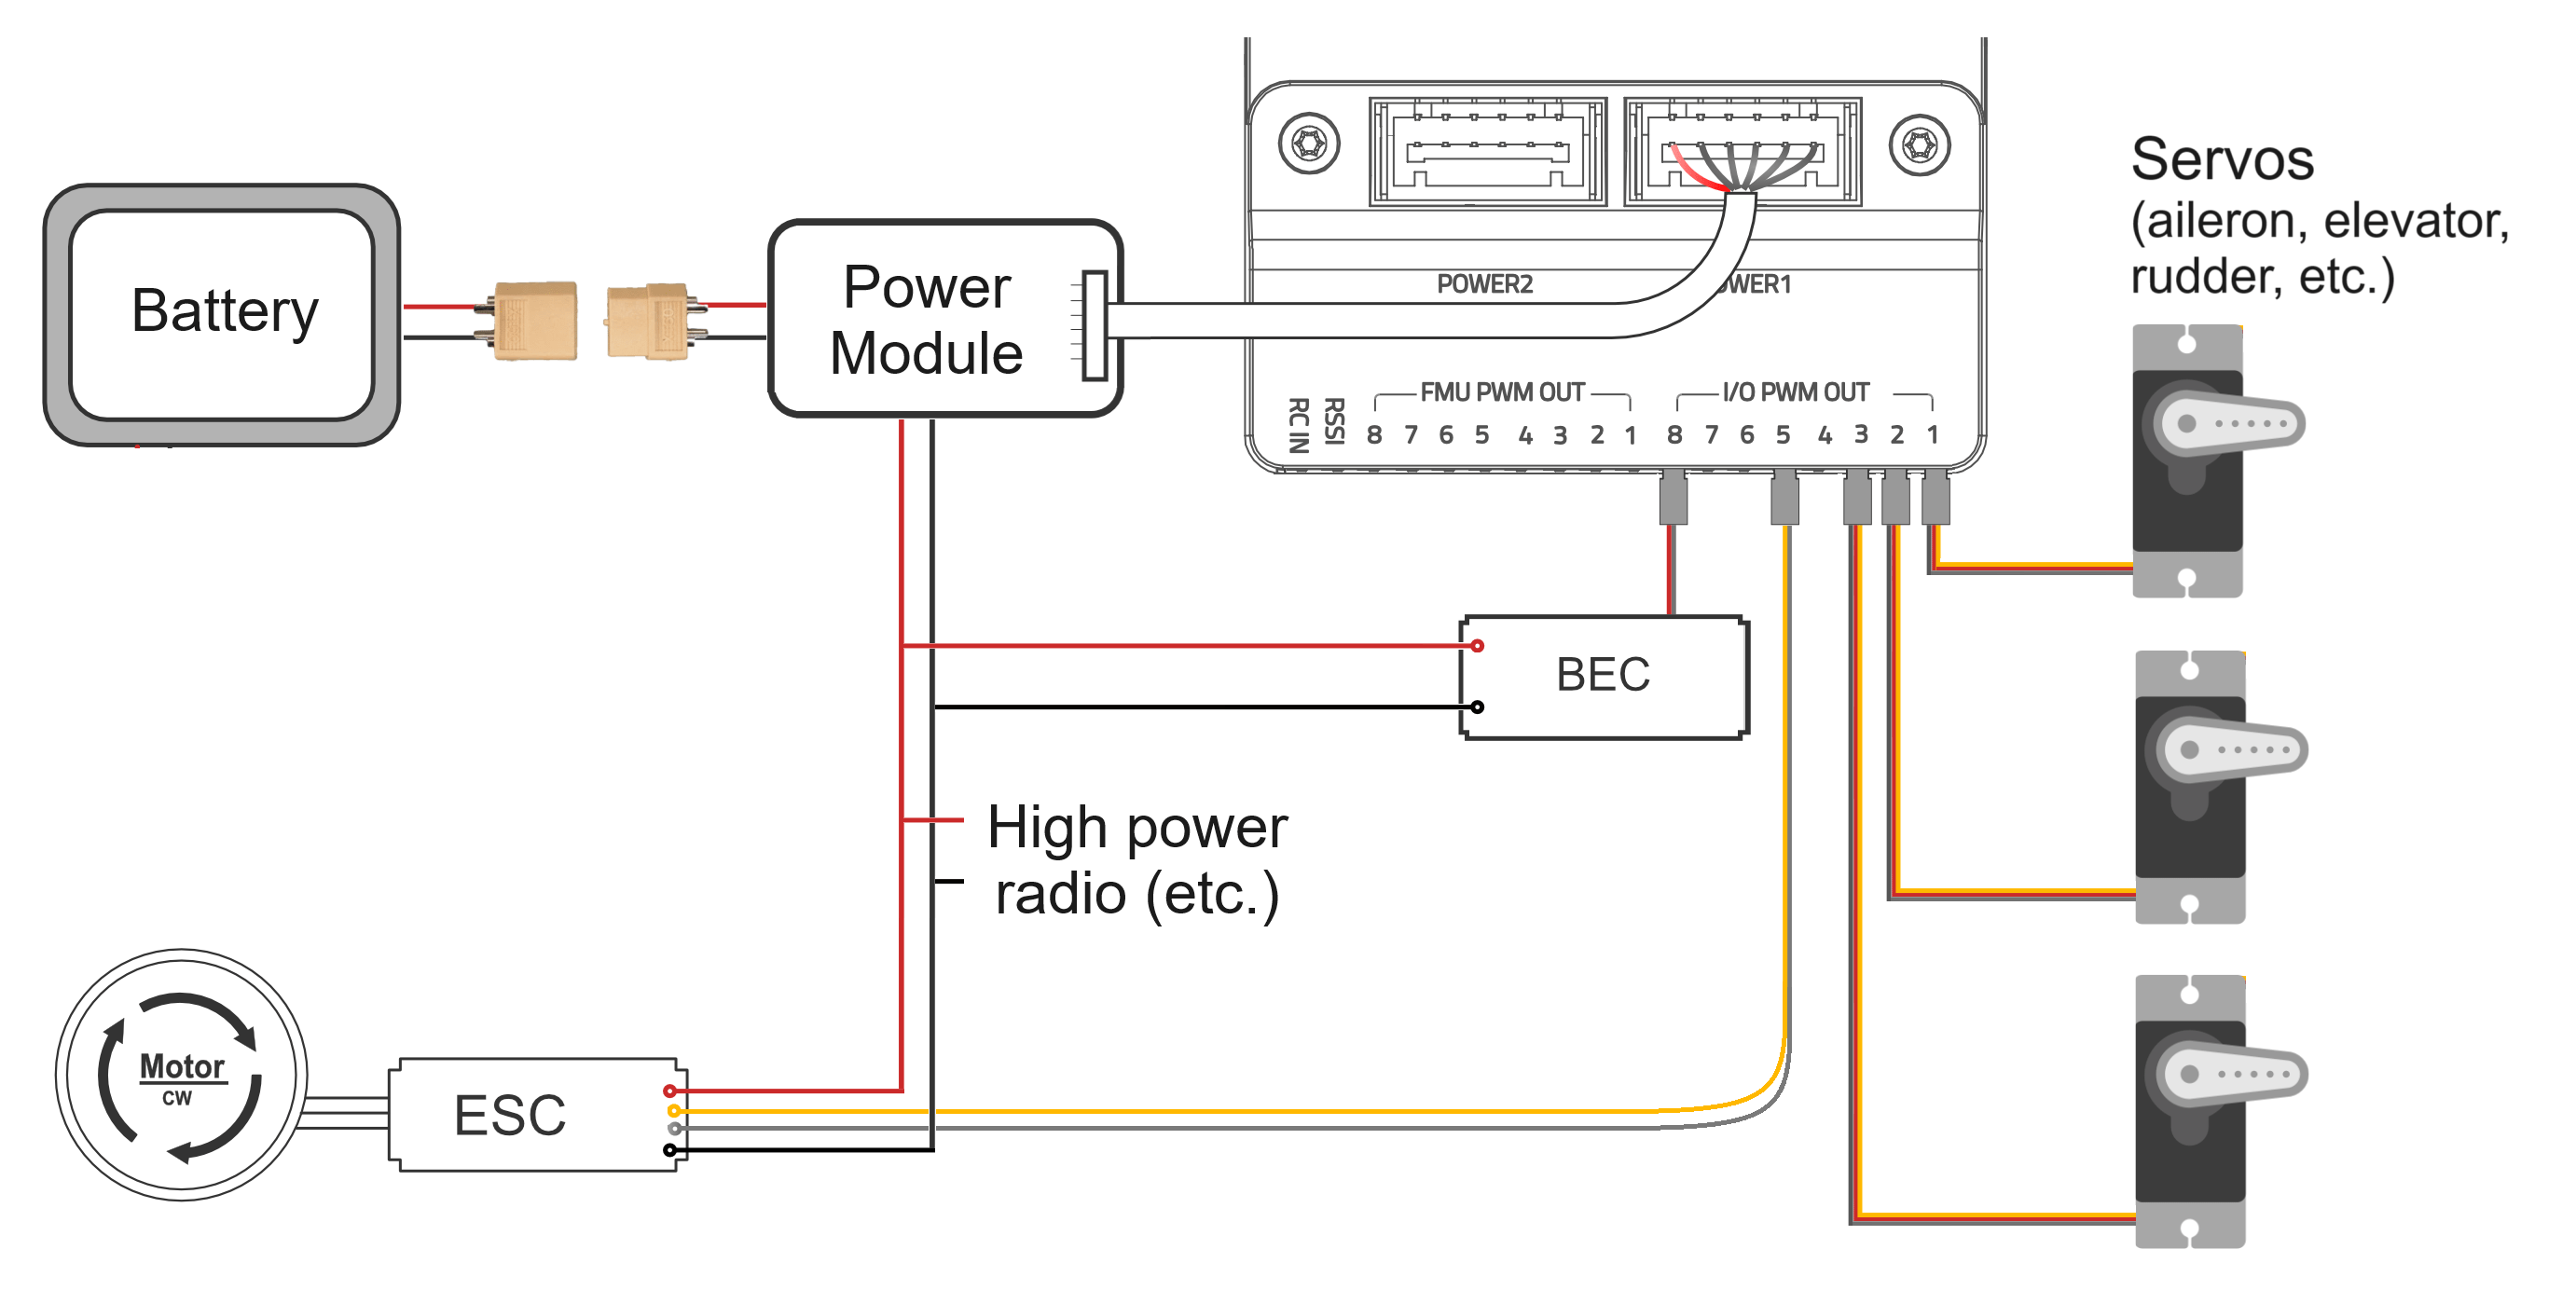 Battery
Power
Module
POWER2
OWER1
RC IN
RSSI
FMU PWM OUT
8 7 6 5 4 3 2 1
I/O PWM OUT
8 7 6 5 4 3 2 1
Servos
(aileron, elevator,
rudder, etc.)
BEC
High power
radio (etc.)
Motor
CW
ESC